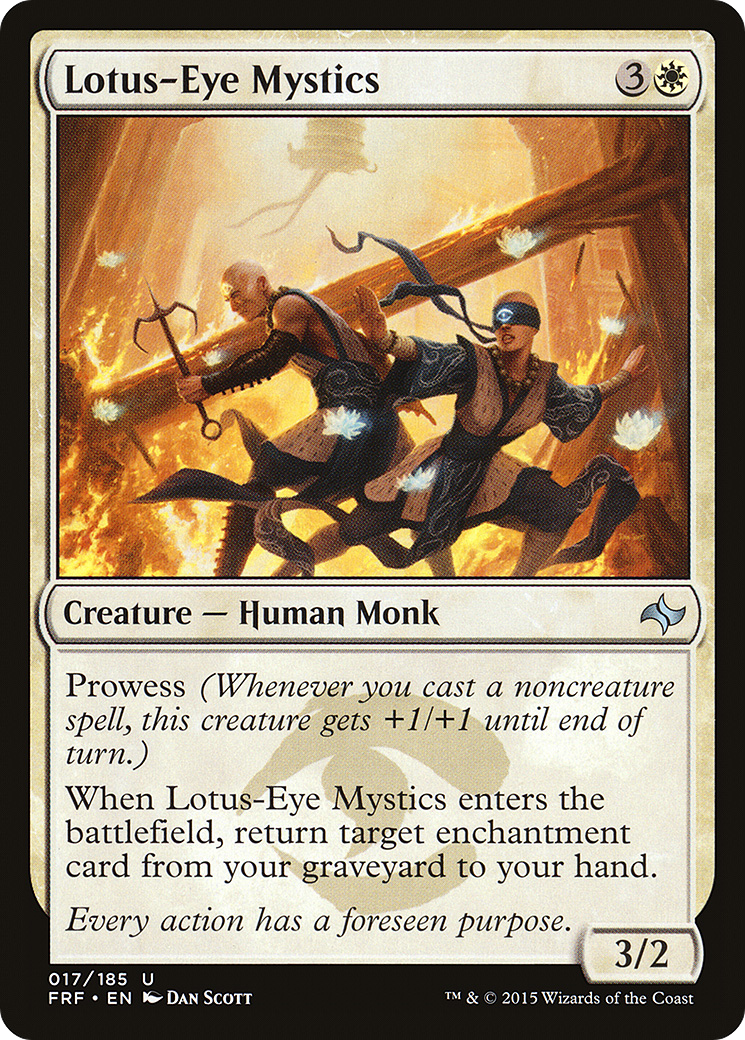 Lotus-Eye Mystics 3
Creature — Human Monk
Prowess (Whenever you cast a noncreature
spell, this creature gets +1/+1 until end of
turn.)
When Lotus-Eye Mystics enters the
battlefield, return target enchantment
card from your graveyard to your hand.
Every action has a foreseen purpose.
3/2
017/185 U
FRF • EN Dan Scott
™ & © 2015 Wizards of the Coast